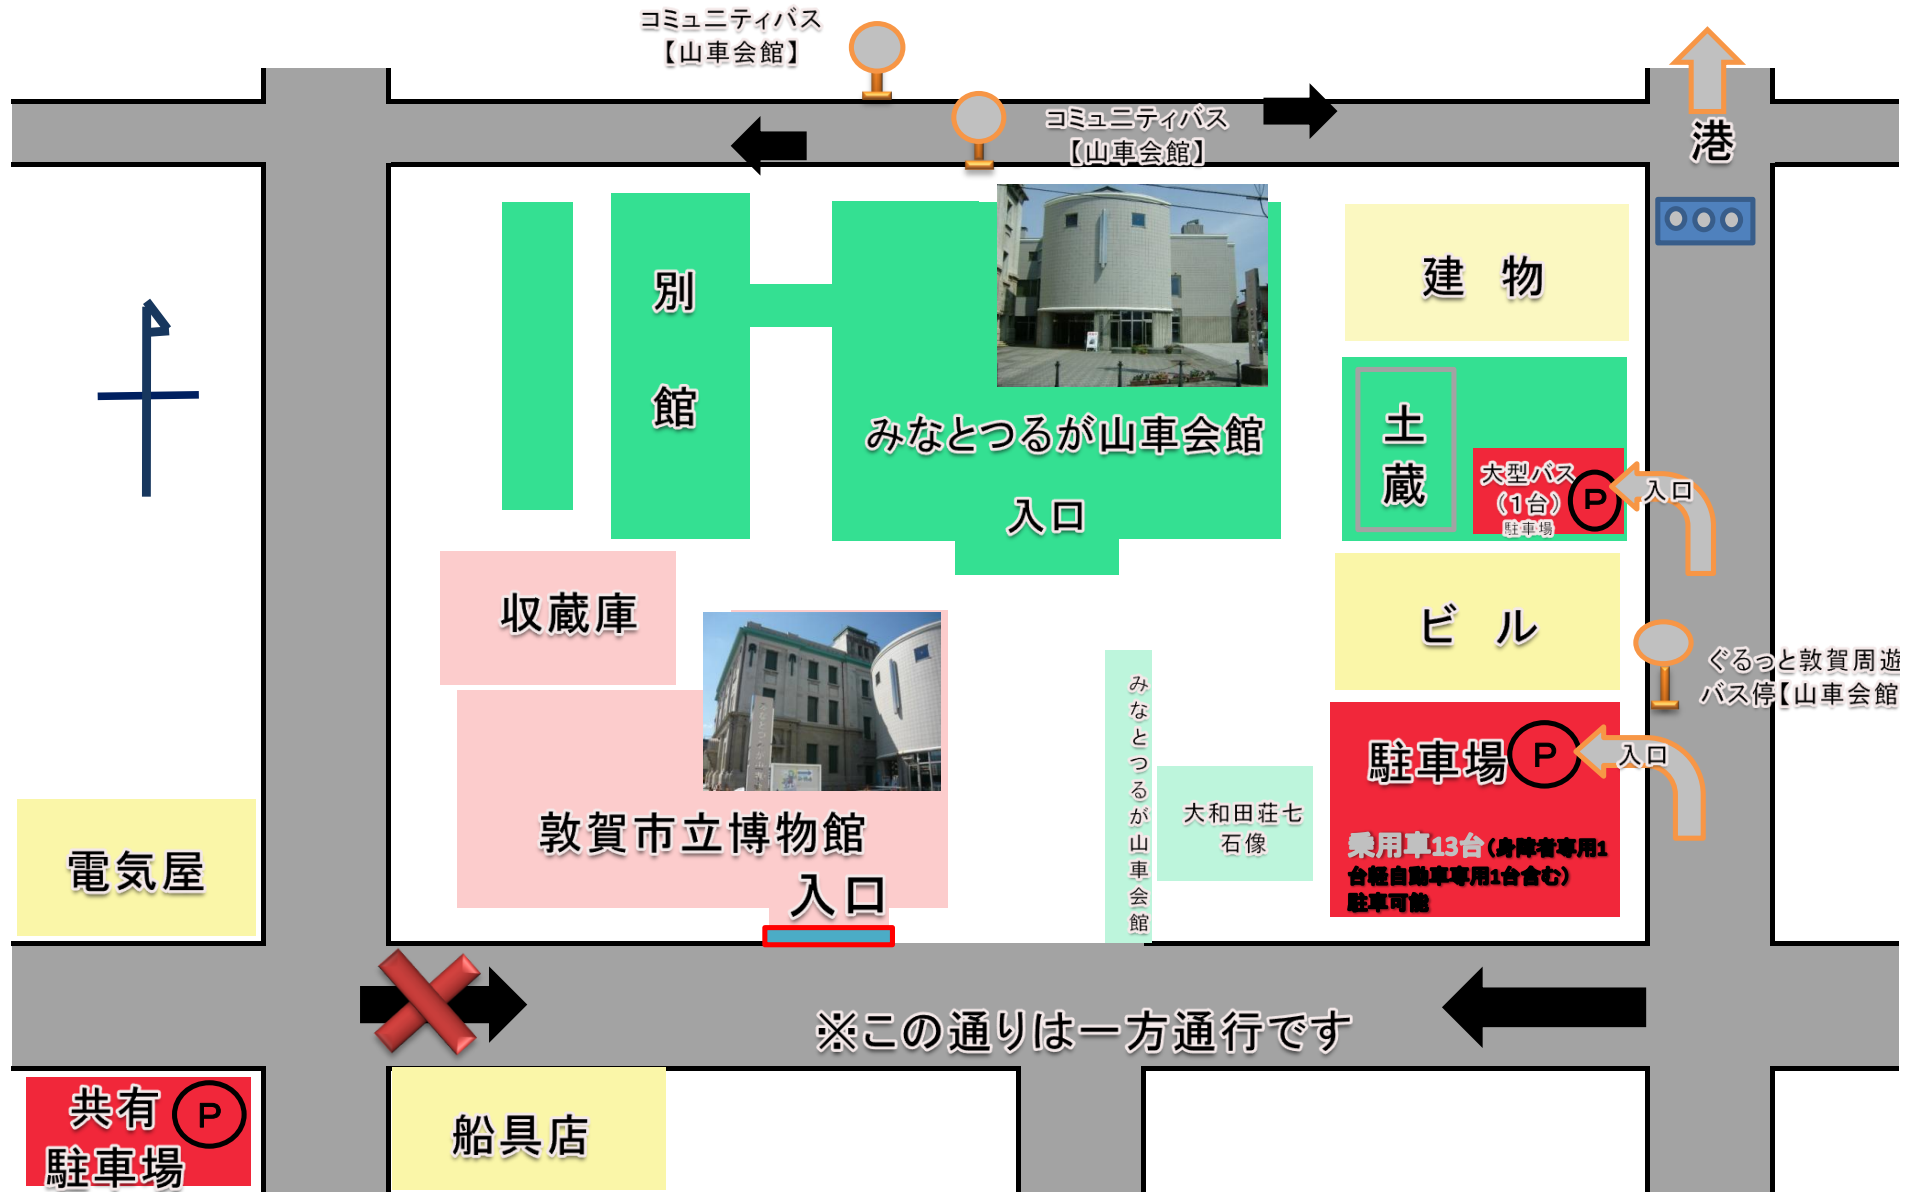 コミュニティバス
【山車会館】
コミュニティバス
【山車会館】
港
別
館
みなとつるが山車会館
入口
建 物
土
蔵
大型バス
（1台）
駐車場
P
入口
収蔵庫
ビ ル
ぐるっと敦賀周遊
バス停【山車会館
敦賀市立博物館
入口
みなとつるが山車会館
大和田荘七
石像
駐車場
P
入口
乗用車13台（身障者専用1
台軽自動車専用1台含む）
駐車可能
電気屋
※この通りは一方通行です
共有
駐車場
P
船具店